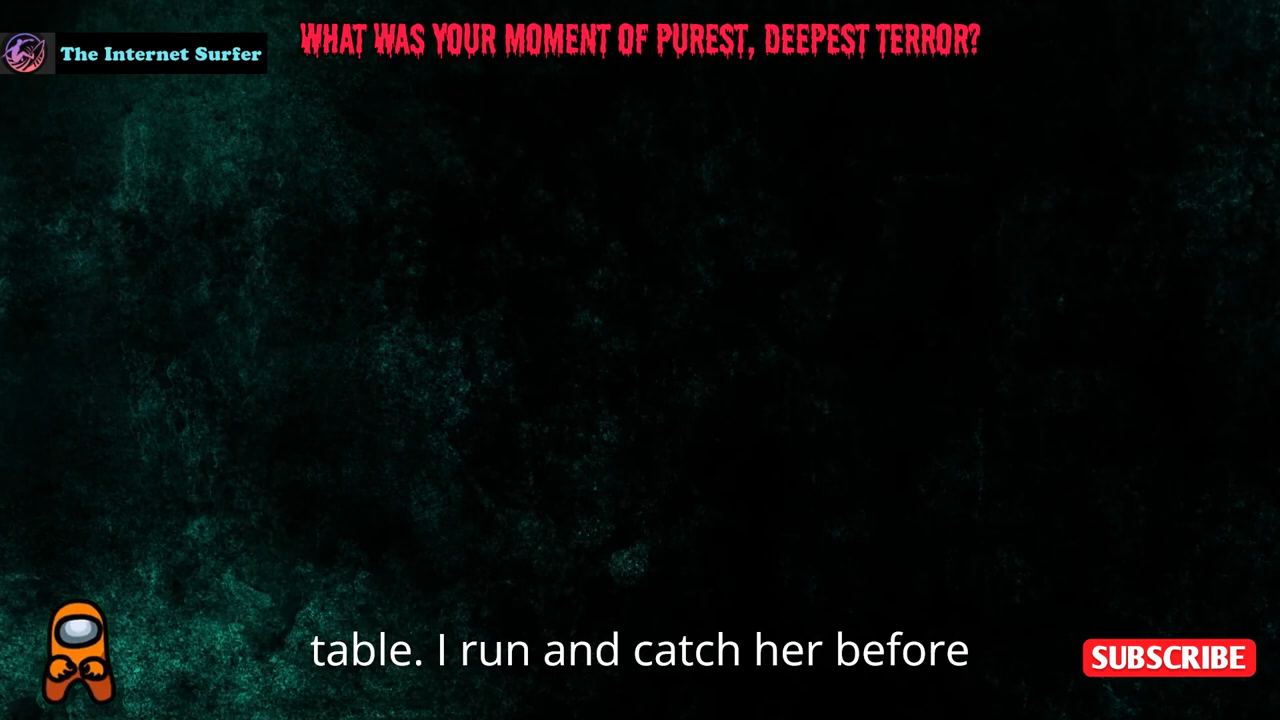 WHAT WAS YOUR MOMENT OF PUREST, DEEPEST TERROR?
The Internet Surfer
table. I run and catch her before
SUBSCRIBE